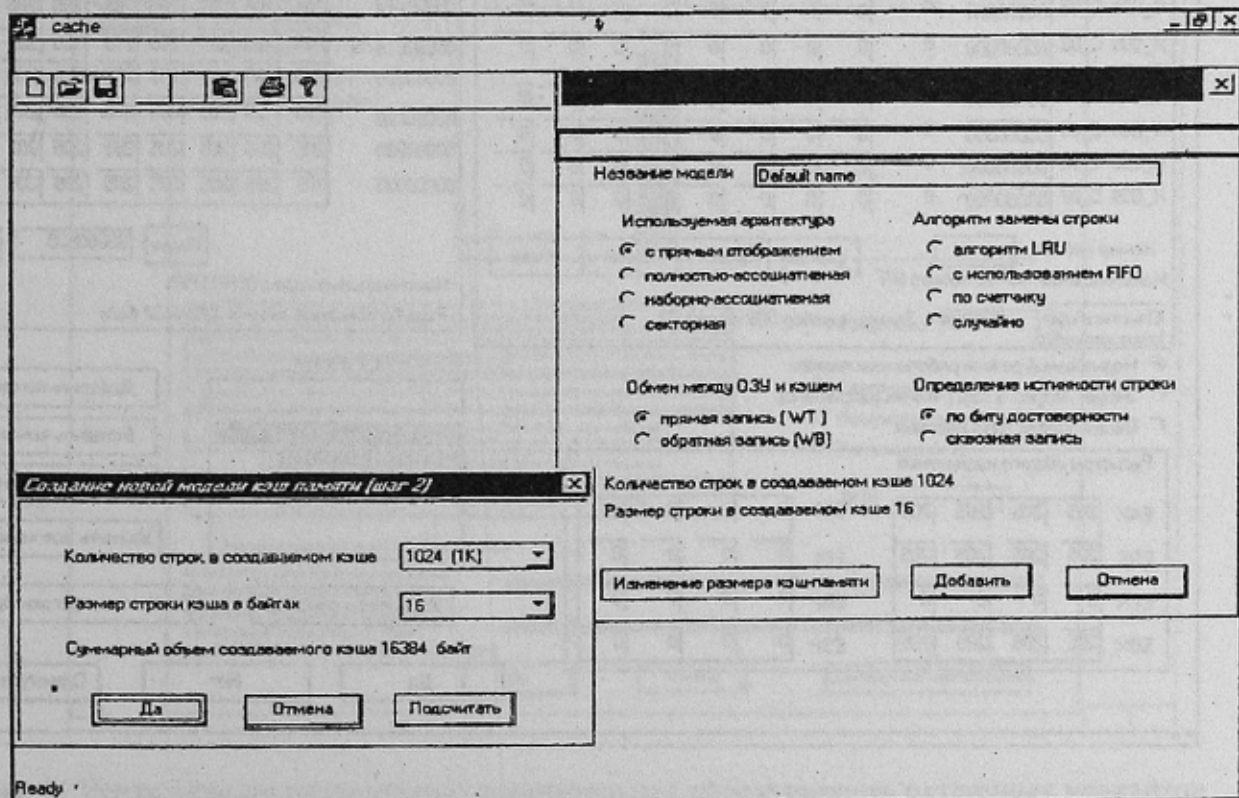 cache
Название модели Default name
Используемая архитектура
с прямым отображением
полностью-ассоциативная
наборно-ассоциативная
секторная
Алгоритм замены строки
алгоритм LRU
с использованием FIFO
по счетчику
случайно
Обмен между ОЗУ и кэшем
прямая запись ( WT )
обратная запись (WB)
Определение истинности строки
по биту достоверности
сквозная запись
Количество строк в создаваемом кэше 1024
Размер строки в создаваемом кэше 16
Изменение размера кэш-памяти Добавить Отмена
Создание новой модели кэш памяти (шаг 2)
Количество строк в создаваемом кэше 1024 (1K)
Размер строки кэша в байтах 16
Суммарный объем создаваемого кэша 16384 байт
Да Отмена Подсчитать
Ready